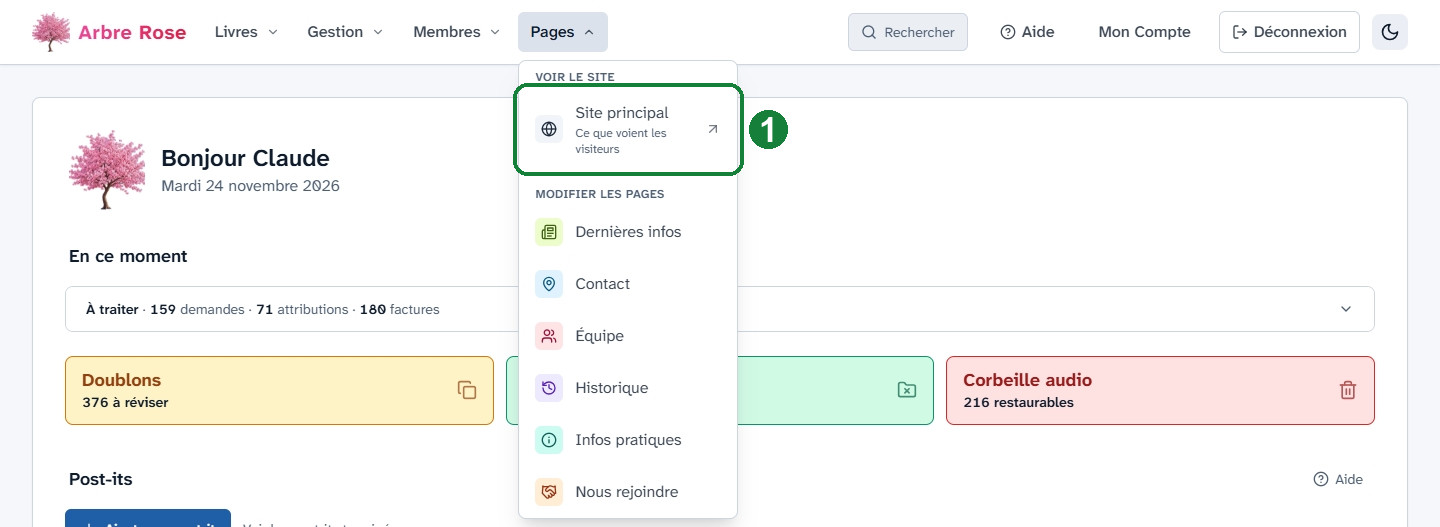 Arbre Rose
Livres
Gestion
Membres
Pages
Rechercher
Aide
Mon Compte
Déconnexion
VOIR LE SITE
Site principal
Ce que voient les
visiteurs
1
MODIFIER LES PAGES
Dernières infos
Contact
Équipe
Historique
Infos pratiques
Nous rejoindre
Bonjour Claude
Mardi 24 novembre 2026
En ce moment
À traiter · 159 demandes · 71 attributions · 180 factures
Doublons
376 à réviser
Corbeille audio
216 restaurables
Post-its
Aide